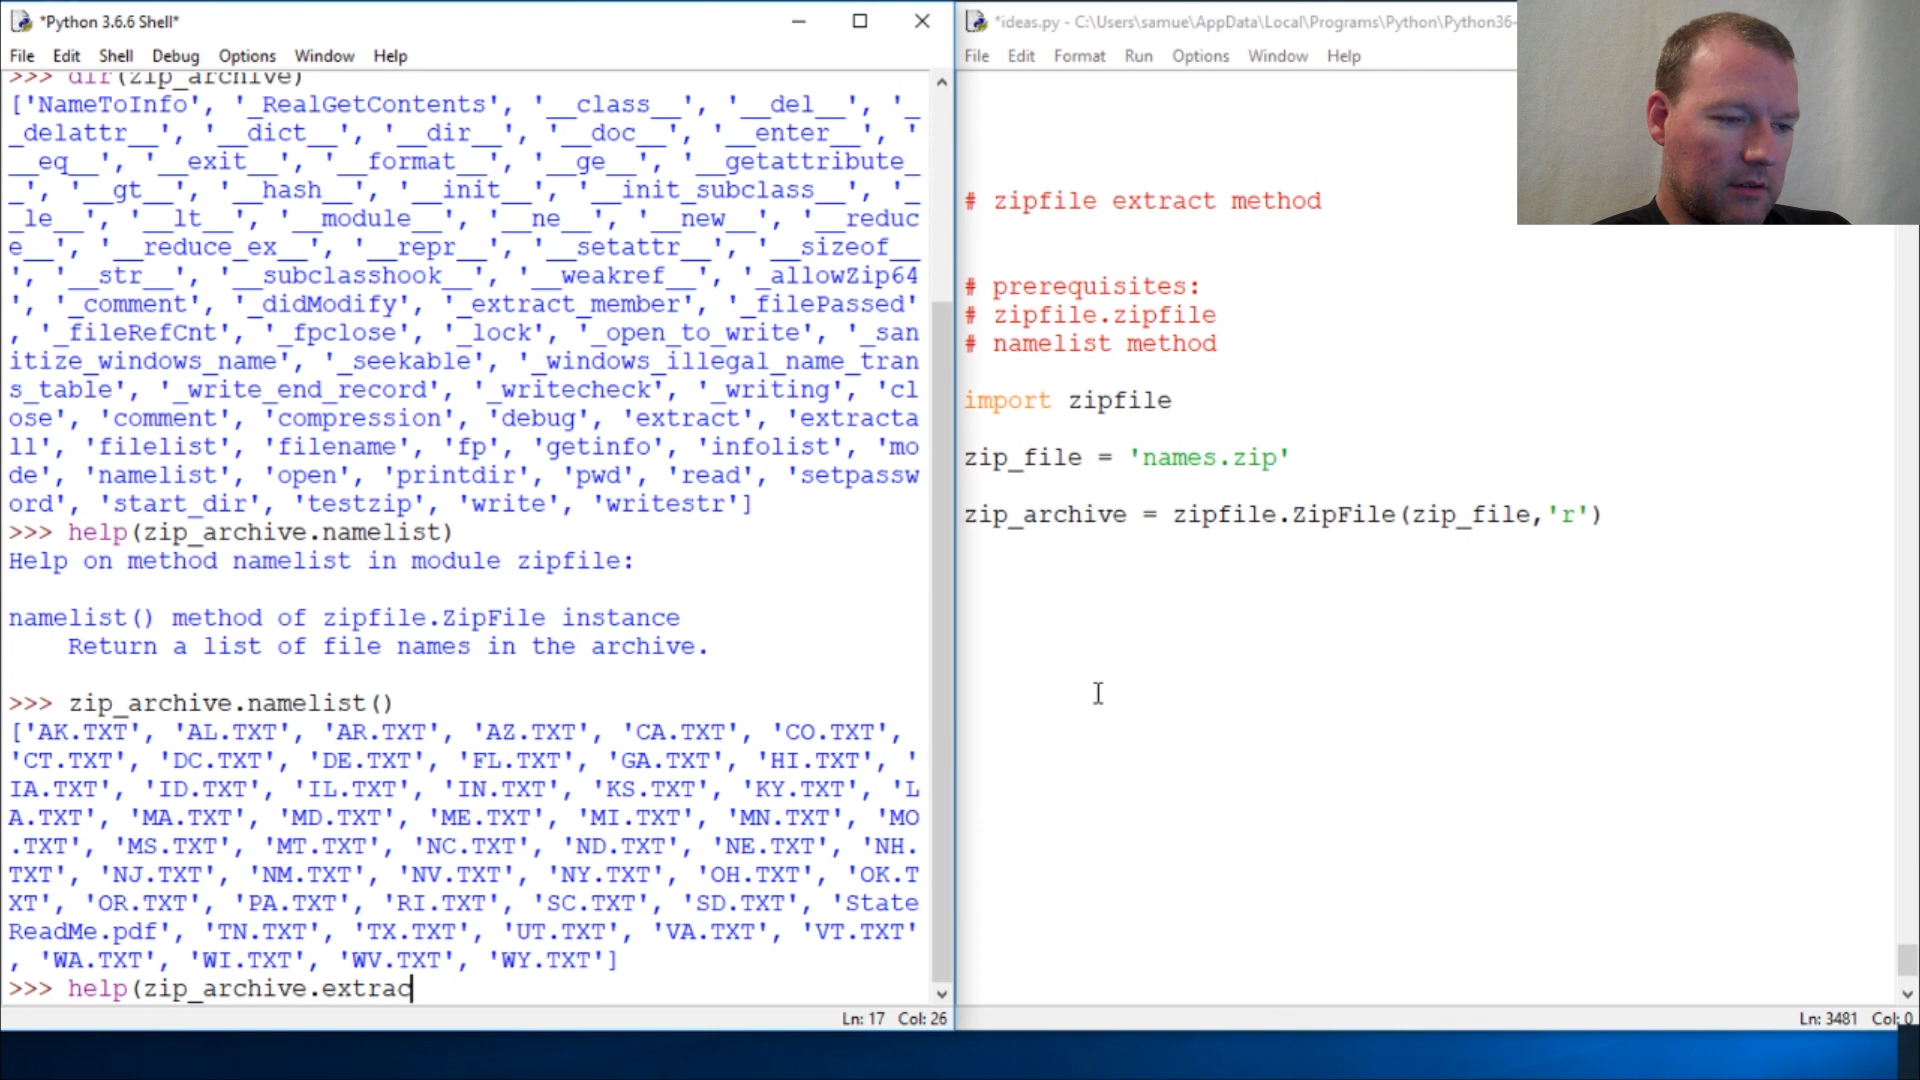 *Python 3.6.6 Shell*
File Edit Shell Debug Options Window Help
>>> dir(zip_archive)
['NameToInfo', '_RealGetContents', '__class__', '__del__', '_
_delattr__', '__dict__', '__dir__', '__doc__', '__enter__', '
__eq__', '__exit__', '__format__', '__ge__', '__getattribute_
_', '__gt__', '__hash__', '__init__', '__init_subclass__', '_
_le__', '__lt__', '__module__', '__ne__', '__new__', '__reduc
e__', '__reduce_ex__', '__repr__', '__setattr__', '__sizeof__
', '__str__', '__subclasshook__', '__weakref__', '_allowZip64
', '_comment', '_didModify', '_extract_member', '_filePassed'
, '_fileRefCnt', '_fpclose', '_lock', '_open_to_write', '_san
itize_windows_name', '_seekable', '_windows_illegal_name_tran
s_table', '_write_end_record', '_writecheck', '_writing', 'cl
ose', 'comment', 'compression', 'debug', 'extract', 'extracta
ll', 'filelist', 'filename', 'fp', 'getinfo', 'infolist', 'mo
de', 'namelist', 'open', 'printdir', 'pwd', 'read', 'setpassw
ord', 'start_dir', 'testzip', 'write', 'writestr']
>>> help(zip_archive.namelist)
Help on method namelist in module zipfile:
namelist() method of zipfile.ZipFile instance
Return a list of file names in the archive.
>>> zip_archive.namelist()
['AK.TXT', 'AL.TXT', 'AR.TXT', 'AZ.TXT', 'CA.TXT', 'CO.TXT',
'CT.TXT', 'DC.TXT', 'DE.TXT', 'FL.TXT', 'GA.TXT', 'HI.TXT', '
IA.TXT', 'ID.TXT', 'IL.TXT', 'IN.TXT', 'KS.TXT', 'KY.TXT', 'L
A.TXT', 'MA.TXT', 'MD.TXT', 'ME.TXT', 'MI.TXT', 'MN.TXT', 'MO
.TXT', 'MS.TXT', 'MT.TXT', 'NC.TXT', 'ND.TXT', 'NE.TXT', 'NH.
TXT', 'NJ.TXT', 'NM.TXT', 'NV.TXT', 'NY.TXT', 'OH.TXT', 'OK.T
XT', 'OR.TXT', 'PA.TXT', 'RI.TXT', 'SC.TXT', 'SD.TXT', 'State
ReadMe.pdf', 'TN.TXT', 'TX.TXT', 'UT.TXT', 'VA.TXT', 'VT.TXT'
, 'WA.TXT', 'WI.TXT', 'WV.TXT', 'WY.TXT']
>>> help(zip_archive.extrac
Ln: 17 Col: 26
*ideas.py - C:\Users\samue\AppData\Local\Programs\Python\Python36-
File Edit Format Run Options Window Help
# zipfile extract method
# prerequisites:
# zipfile.zipfile
# namelist method
import zipfile
zip_file = 'names.zip'
zip_archive = zipfile.ZipFile(zip_file,'r')
Ln: 3481 Col: 0